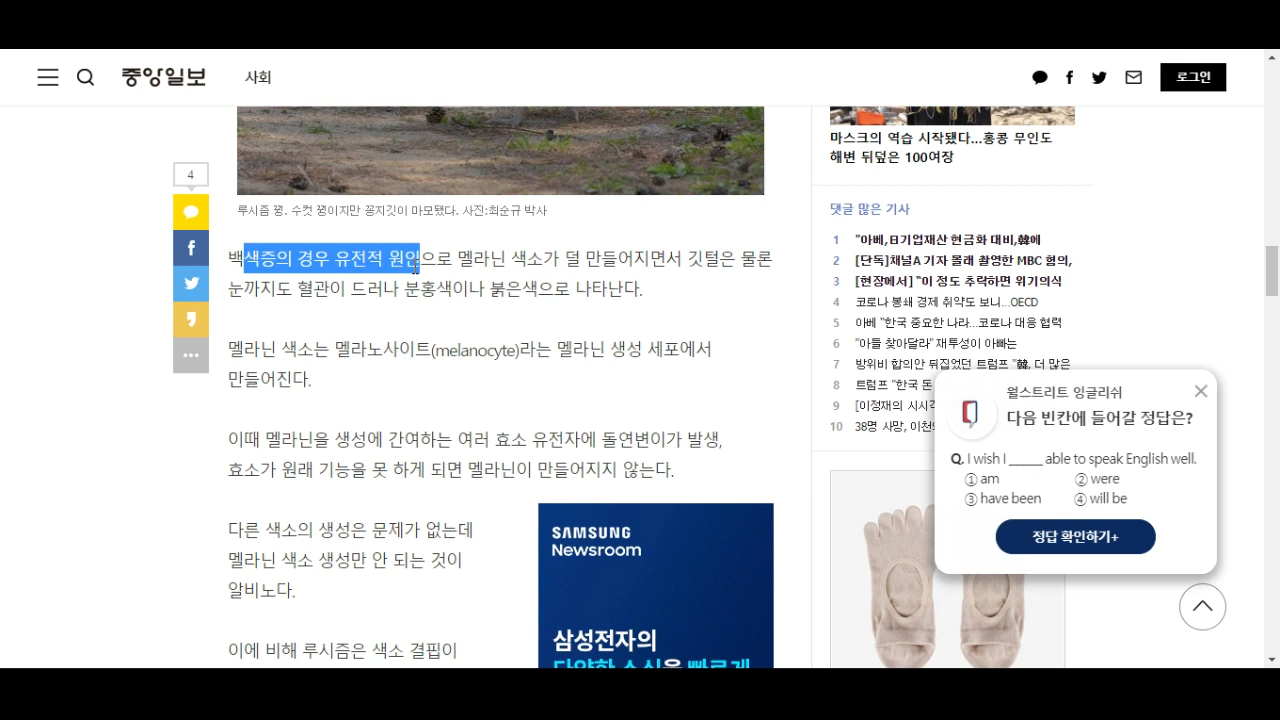 중앙일보
사회
로그인
4
루시즘 꿩. 수컷 꿩이지만 꽁지깃이 마모됐다. 사진:최순규 박사
백색증의 경우 유전적 원인으로 멜라닌 색소가 덜 만들어지면서 깃털은 물론
눈까지도 혈관이 드러나 분홍색이나 붉은색으로 나타난다.
멜라닌 색소는 멜라노사이트(melanocyte)라는 멜라닌 생성 세포에서
만들어진다.
이때 멜라닌을 생성에 간여하는 여러 효소 유전자에 돌연변이가 발생,
효소가 원래 기능을 못 하게 되면 멜라닌이 만들어지지 않는다.
다른 색소의 생성은 문제가 없는데
멜라닌 색소 생성만 안 되는 것이
알비노다.
이에 비해 루시즘은 색소 결핍이
SAMSUNG
Newsroom
삼성전자의
다양한 소식을 빠르게
마스크의 역습 시작됐다...홍콩 무인도
해변 뒤덮은 100여장
댓글 많은 기사
1 "아베,日기업재산 현금화 대비,韓에
2 [단독]채널A 기자 몰래 촬영한 MBC 혐의,
3 [현장에서] "이 정도 추락하면 위기의식
4 코로나 봉쇄 경제 취약도 보니...OECD
5 아베 "한국 중요한 나라...코로나 대응 협력
6 "아들 찾아달라" 재투성이 아빠는
7 방위비 합의안 뒤집었던 트럼프 "韓, 더 많은
8 트럼프 "한국 돈
9 [이정재의 시시각
10 38명 사망, 이천
월스트리트 잉글리쉬
다음 빈칸에 들어갈 정답은?
Q. I wish I ______ able to speak English well.
① am ② were
③ have been ④ will be
정답 확인하기+